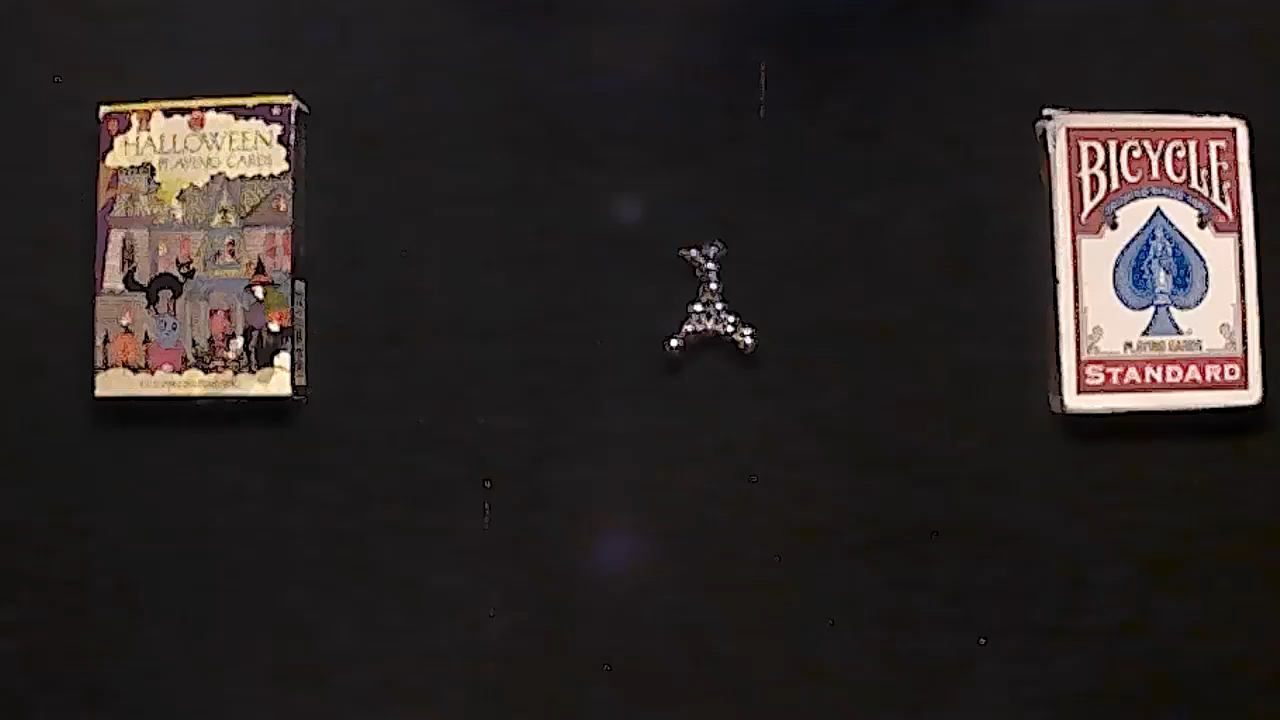 HALLOWEEN
PLAYING CARDS
BICYCLE
PLAYING CARDS
STANDARD